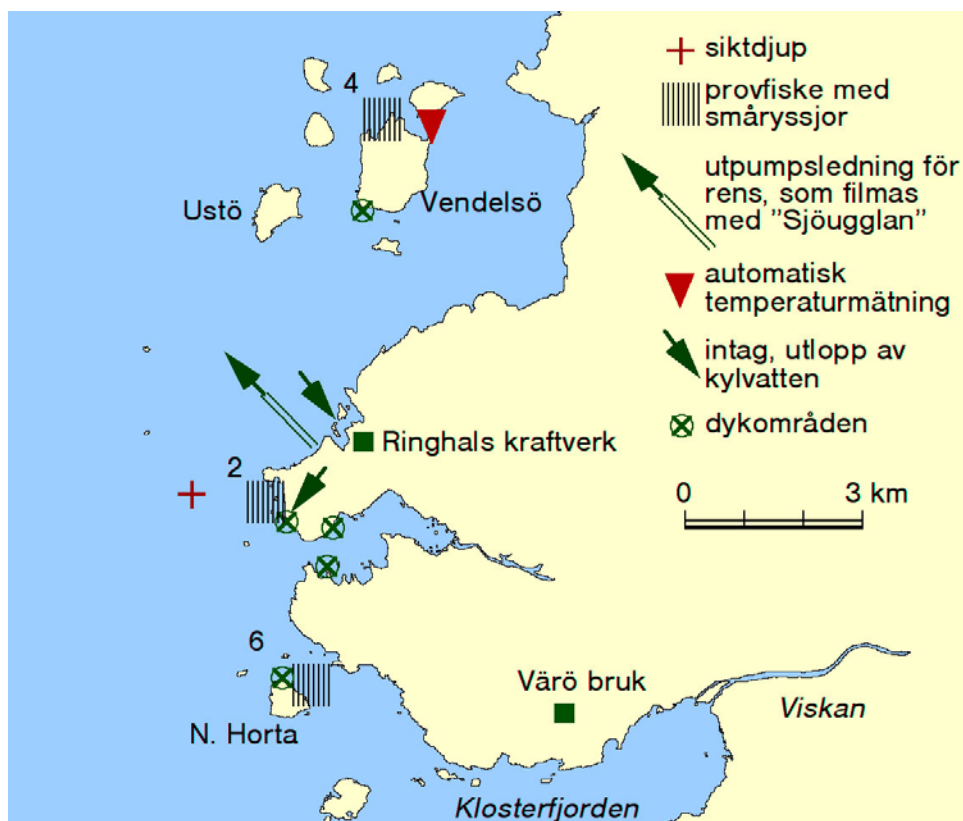 siktdjup
provfiske med
småryssjor
utpumpsledning för
rens, som filmas
med ”Sjöugglan”
automatisk
temperaturmätning
intag, utlopp av
kylvatten
dykområden
0 3 km
4
Ustö
Vendelsö
Ringhals kraftverk
2
6
N. Horta
Värö bruk
Viskan
Klosterfjorden